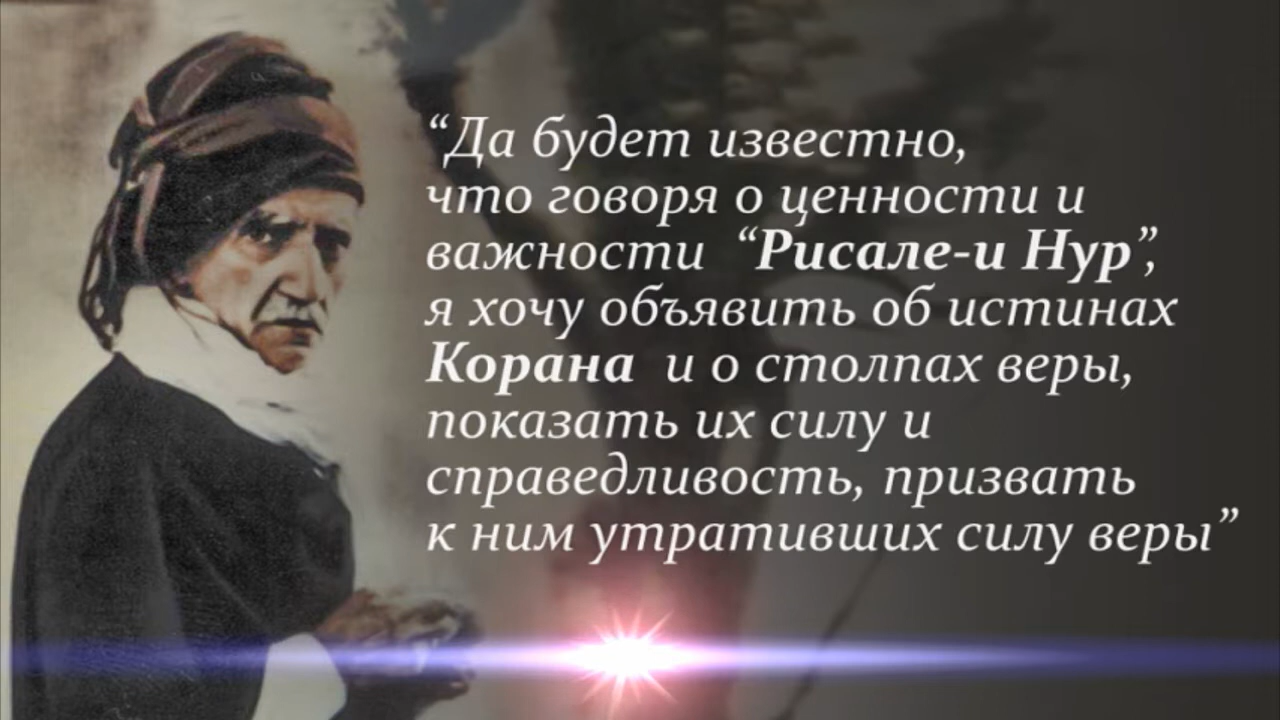 “Да будет известно,
что говоря о ценности и
важности “Рисале-и Нур”,
я хочу объявить об истинах
Корана и о столпах веры,
показать их силу и
справедливость, призвать
к ним утративших силу веры”